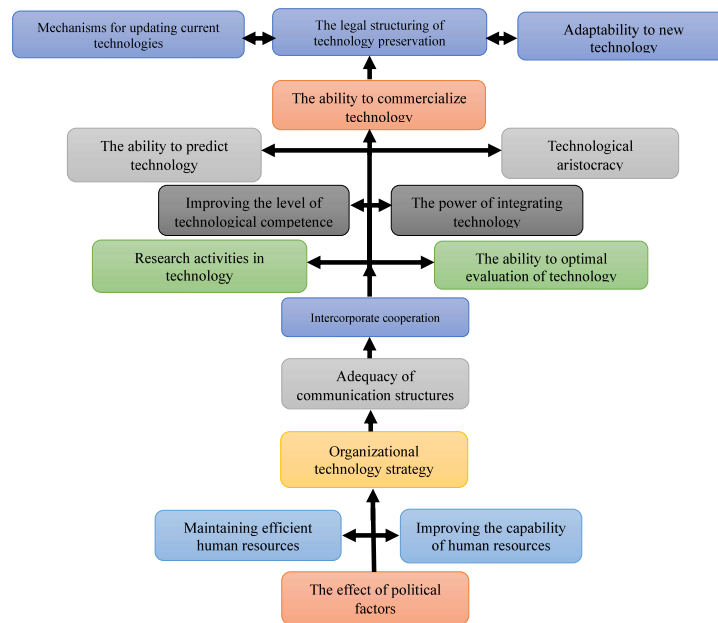 Mechanisms for updating current
technologies
The legal structuring of
technology preservation
Adaptability to new
technology
The ability to commercialize
technology
The ability to predict
technology
Technological
aristocracy
Improving the level of
technological competence
The power of integrating
technology
Research activities in
technology
The ability to optimal
evaluation of technology
Intercorporate cooperation
Adequacy of
communication structures
Organizational
technology strategy
Maintaining efficient
human resources
Improving the capability
of human resources
The effect of political
factors